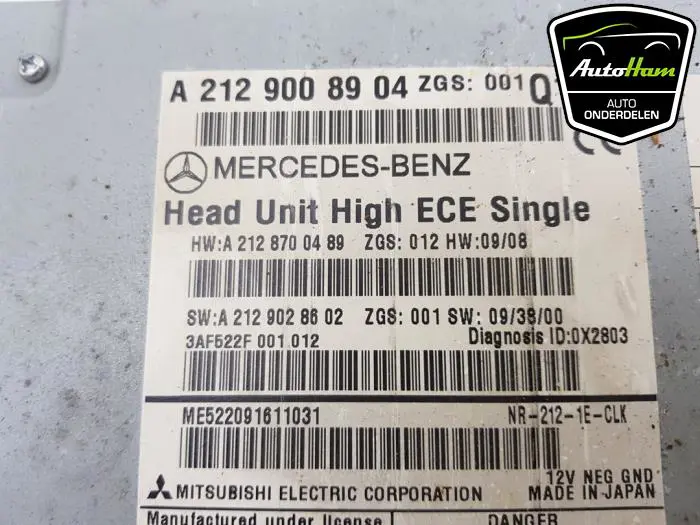 A 212 900 89 04 ZGS: 001 Q
MERCEDES-BENZ
Head Unit High ECE Single
HW:A 212 870 04 89 ZGS: 012 HW:09/08
SW:A 212 902 86 02 ZGS: 001 SW: 09/38/00
3AF522F 001.012 Diagnosis ID:0X2803
ME522091611031 NR-212-1E-CLK
12V NEG GND
MITSUBISHI ELECTRIC CORPORATION MADE IN JAPAN
Manufactured under license DANGER
AutoHam
AUTO
ONDERDELEN